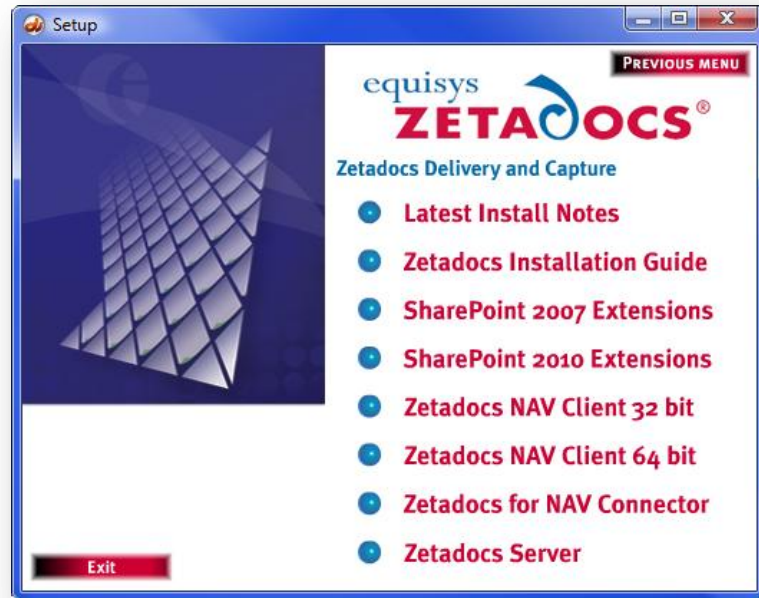 Setup
PREVIOUS MENU
equisys
ZETADOCS®
Zetadocs Delivery and Capture
Latest Install Notes
Zetadocs Installation Guide
SharePoint 2007 Extensions
SharePoint 2010 Extensions
Zetadocs NAV Client 32 bit
Zetadocs NAV Client 64 bit
Zetadocs for NAV Connector
Zetadocs Server
Exit